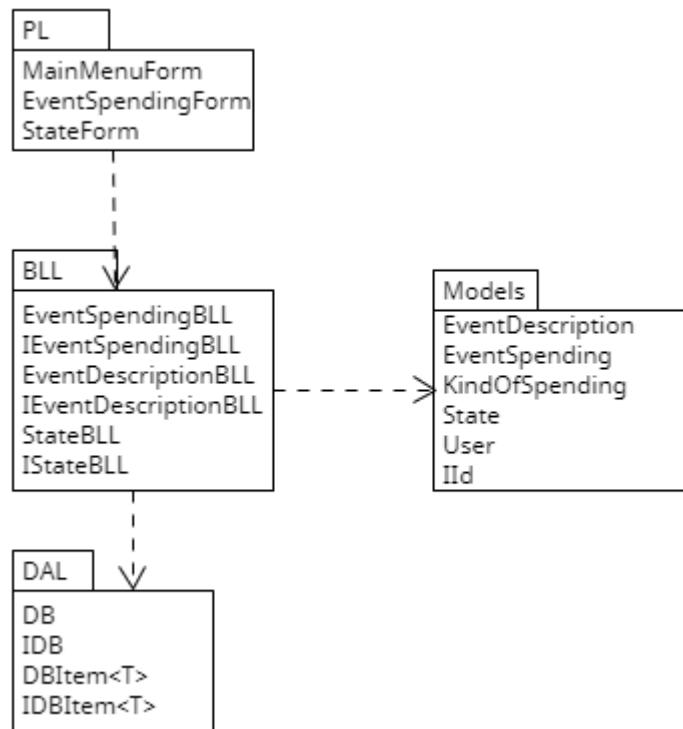 PL
MainMenuForm
EventSpendingForm
StateForm
BLL
EventSpendingBLL
IEventSpendingBLL
EventDescriptionBLL
IEventDescriptionBLL
StateBLL
IStateBLL
Models
EventDescription
EventSpending
KindOfSpending
State
User
IId
DAL
DB
IDB
DBItem<T>
IDBItem<T>